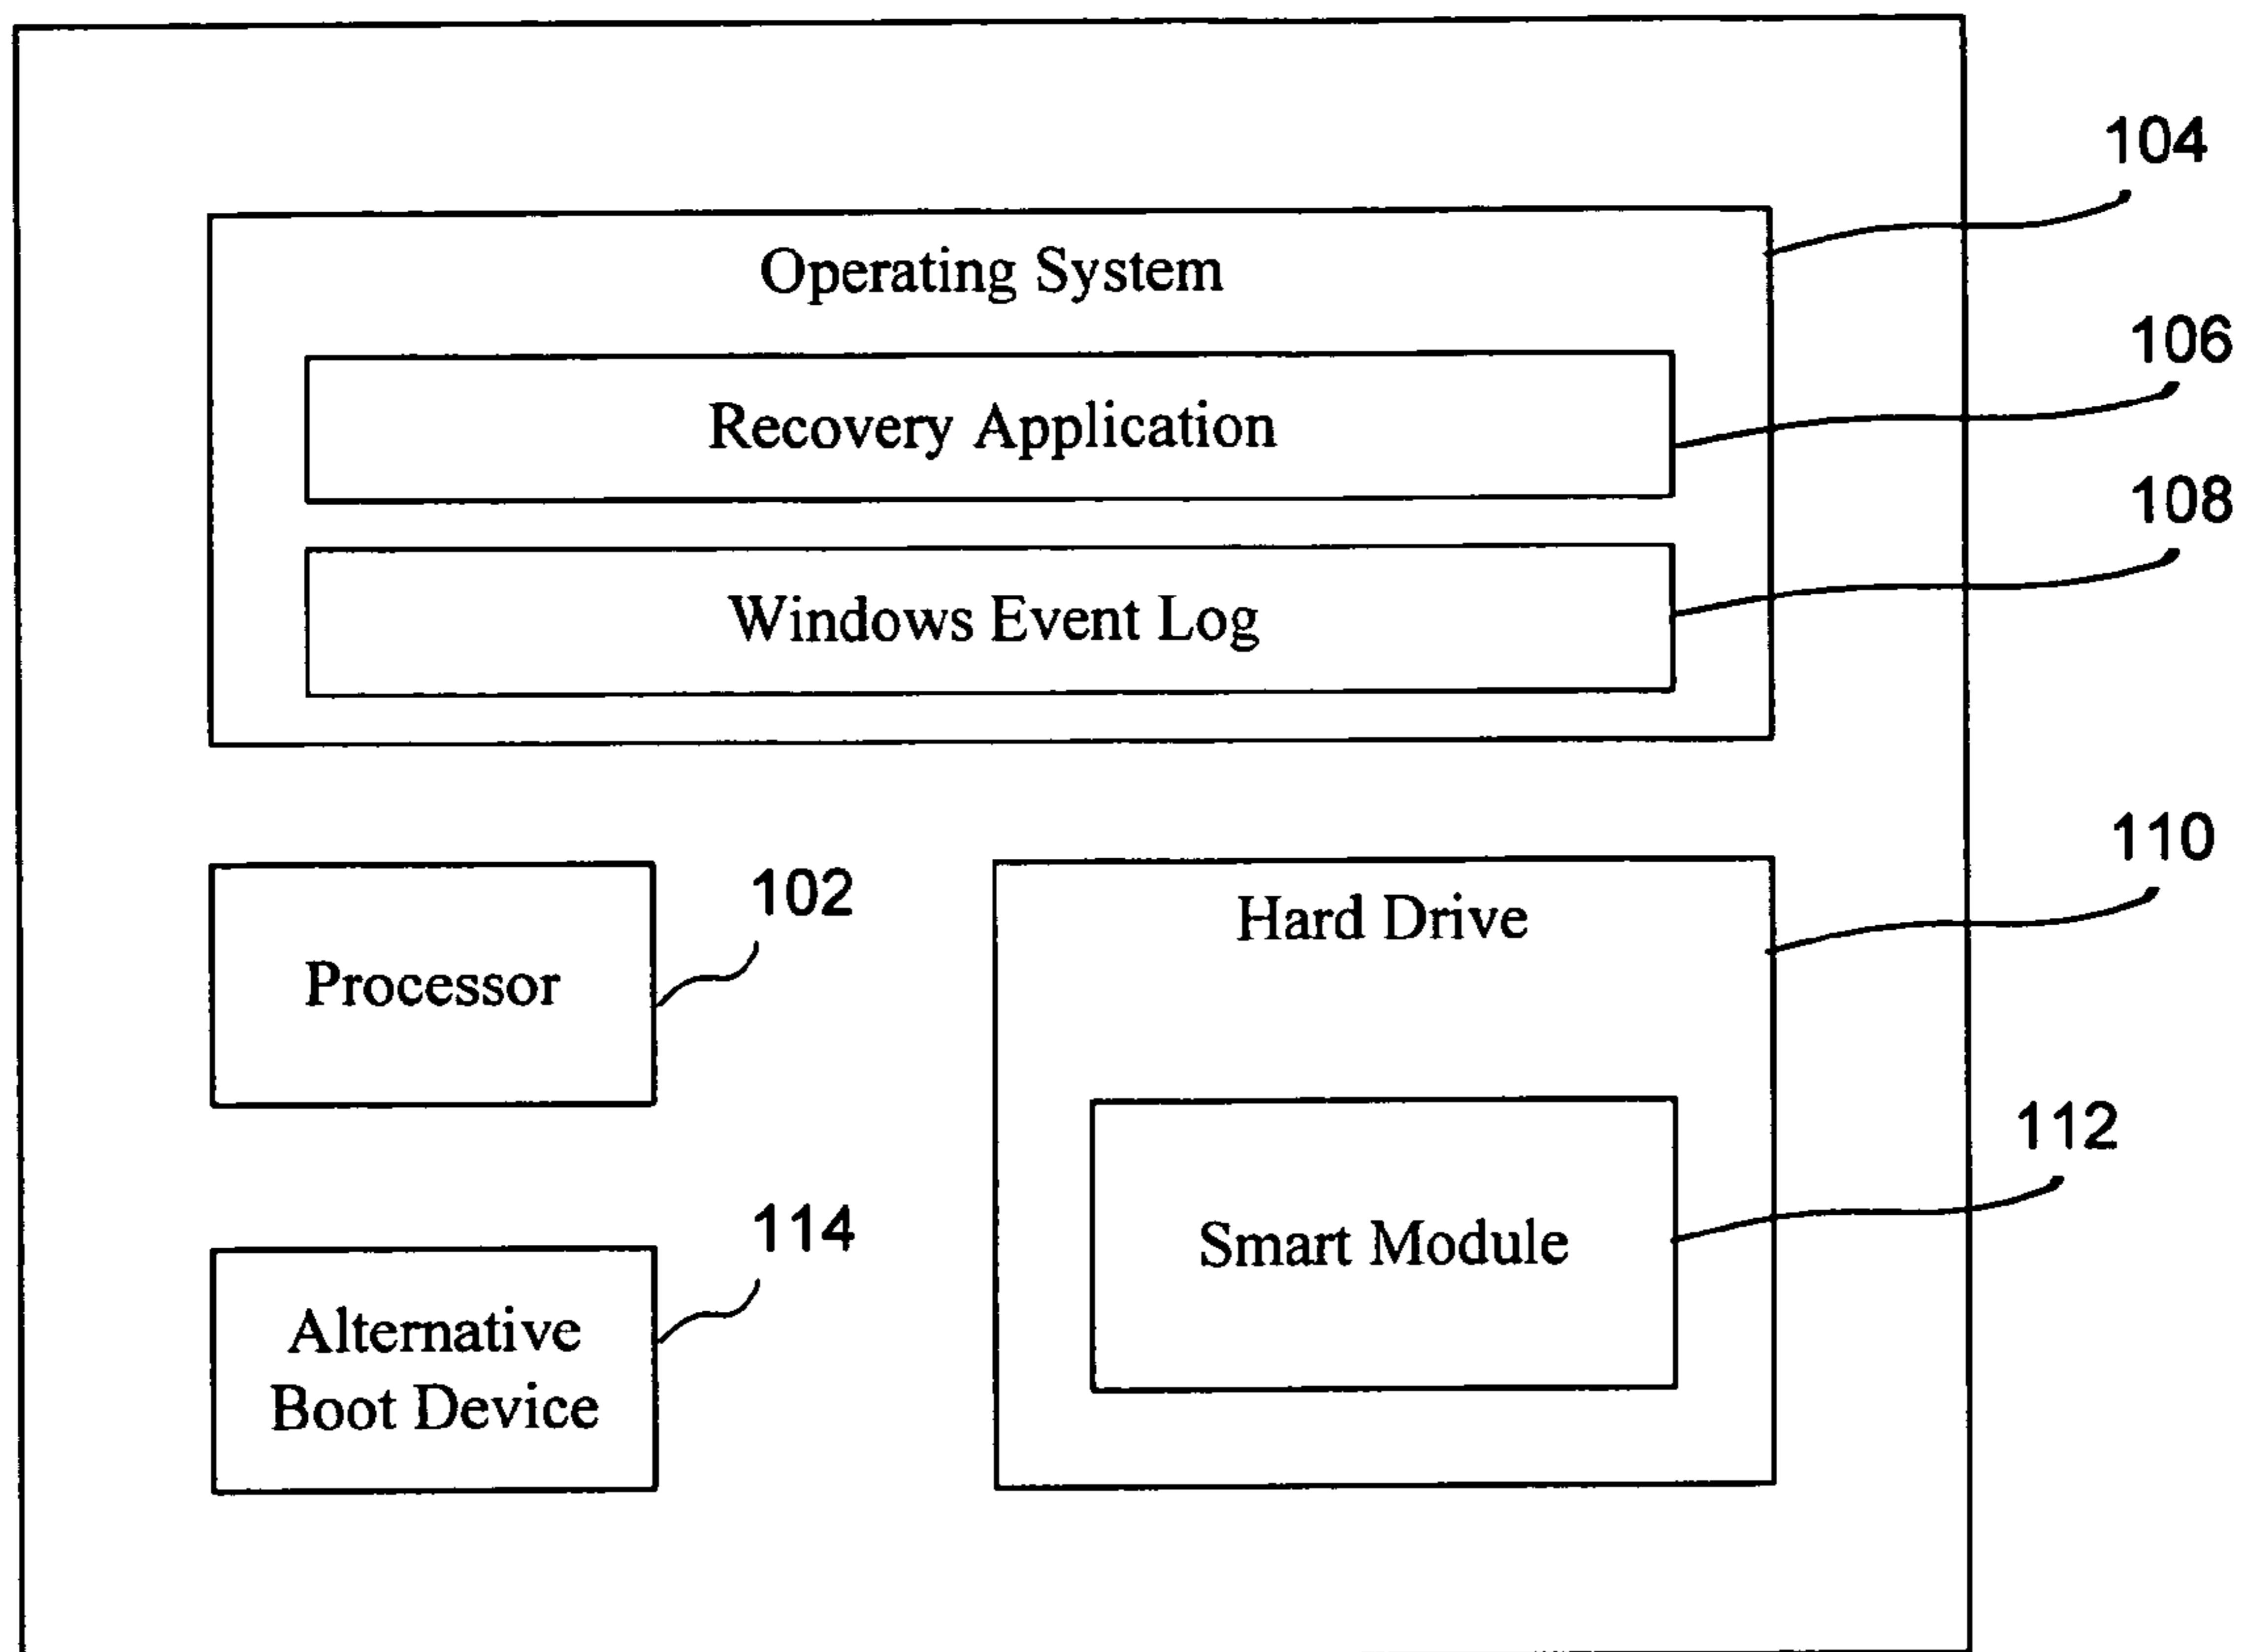 104
Operating System
106
Recovery Application
108
Windows Event Log
110
102
Hard Drive
Processor
112
114
Smart Module
Alternative
Boot Device